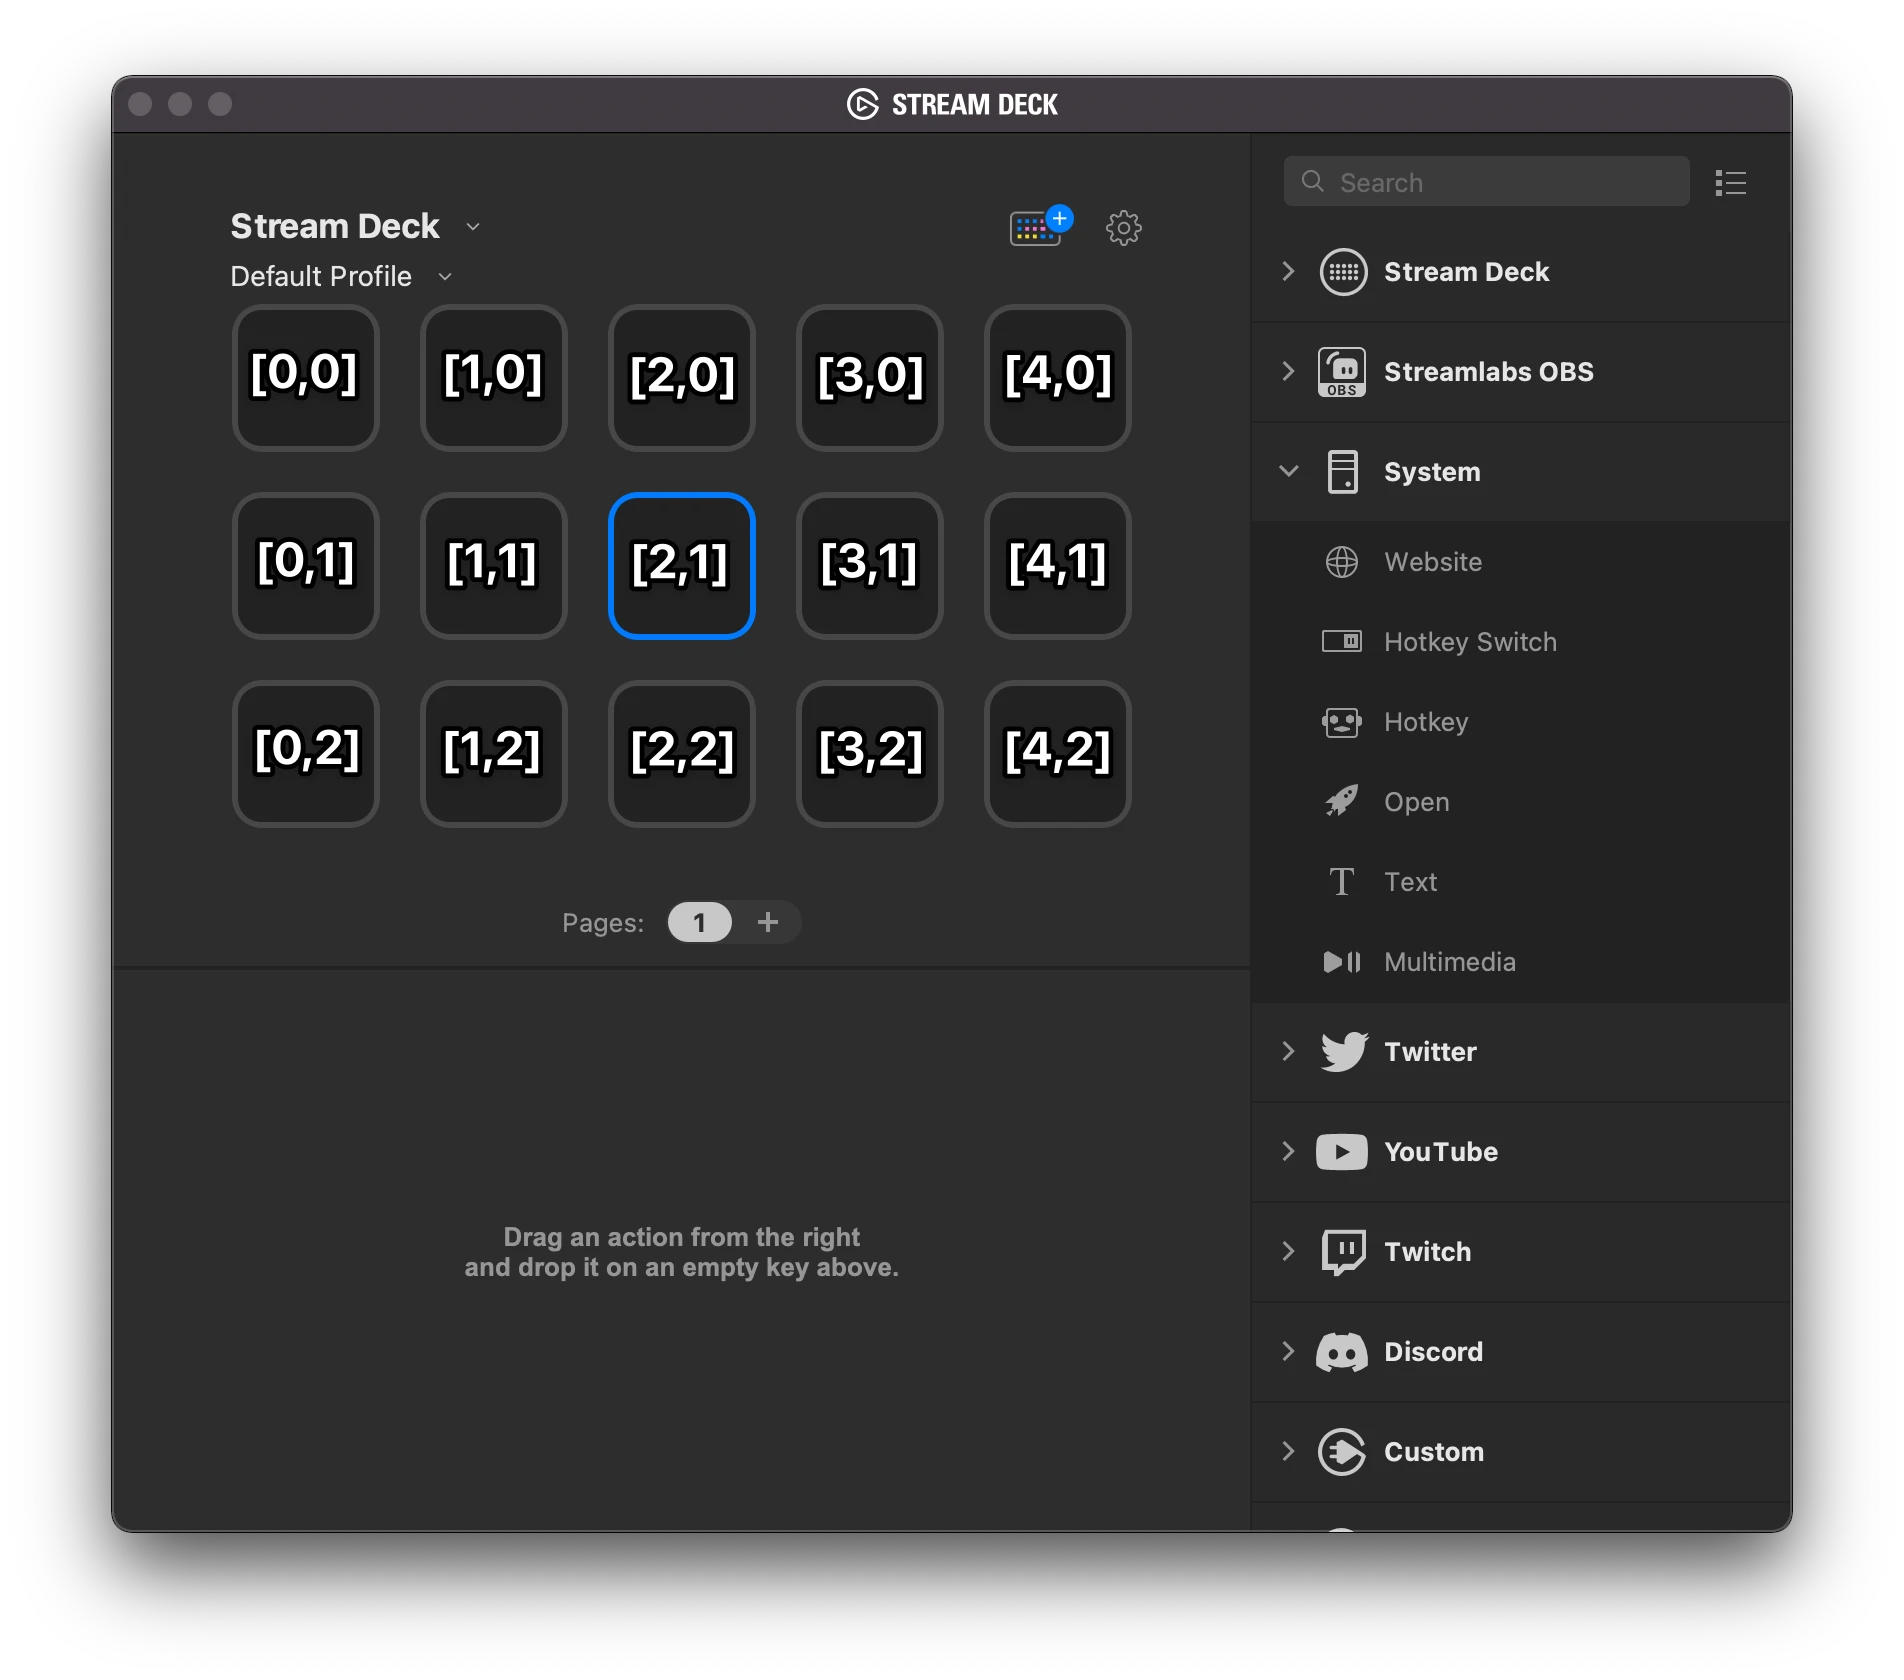 STREAM DECK
Stream Deck
Default Profile
[0,0] [1,0] [2,0] [3,0] [4,0]
[0,1] [1,1] [2,1] [3,1] [4,1]
[0,2] [1,2] [2,2] [3,2] [4,2]
Pages: 1 +
Drag an action from the right
and drop it on an empty key above.
Search
Stream Deck
OBS
Streamlabs OBS
System
Website
Hotkey Switch
Hotkey
Open
T
Text
Multimedia
Twitter
YouTube
Twitch
Discord
Custom